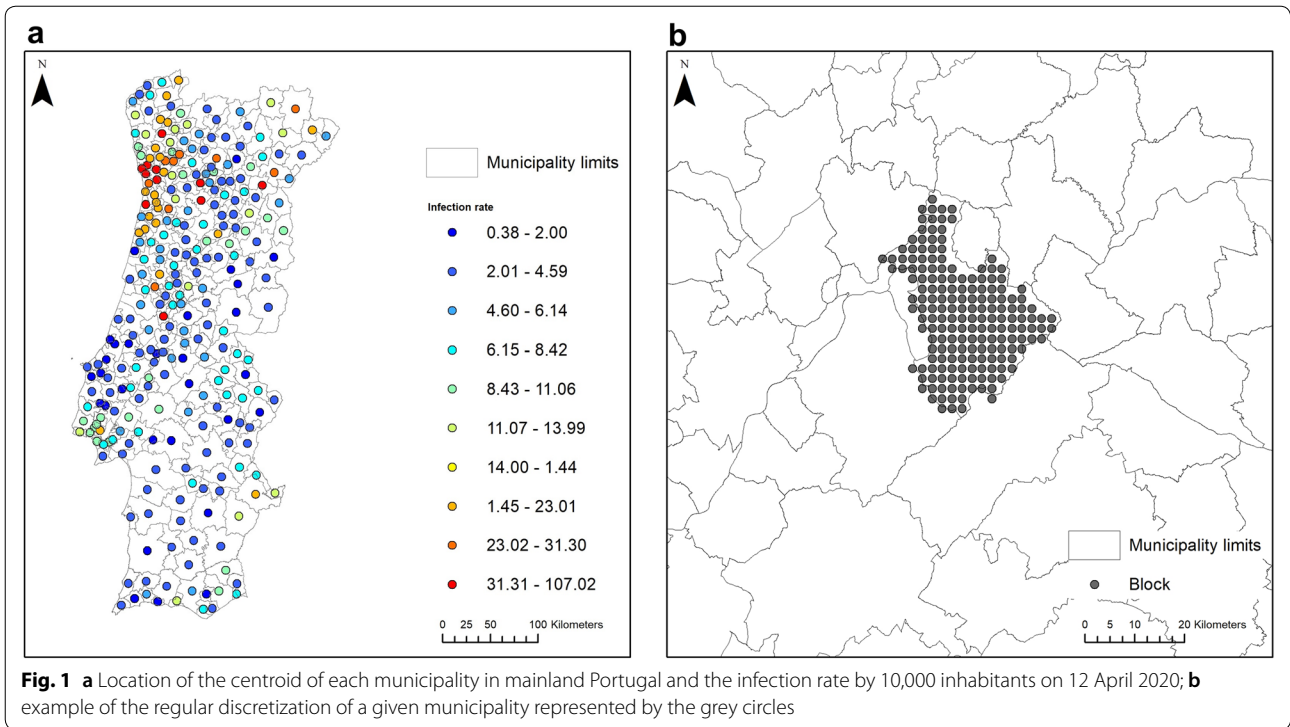 a
N
Municipality limits
Infection rate
0.38 - 2.00
2.01 - 4.59
4.60 - 6.14
6.15 - 8.42
8.43 - 11.06
11.07 - 13.99
14.00 - 1.44
1.45 - 23.01
23.02 - 31.30
31.31 - 107.02
0 25 50 100 Kilometers
b
N
Municipality limits
Block
0 5 10 20 Kilometers
Fig. 1 a Location of the centroid of each municipality in mainland Portugal and the infection rate by 10,000 inhabitants on 12 April 2020; b
example of the regular discretization of a given municipality represented by the grey circles